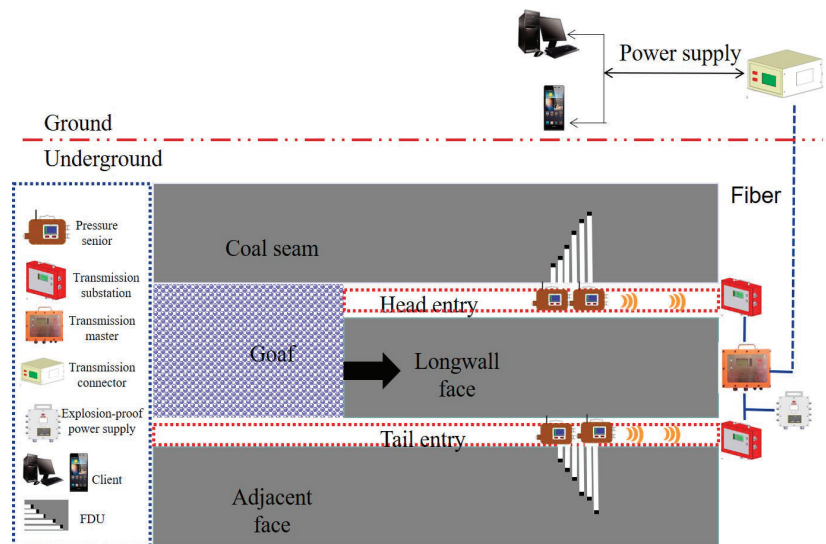 Power supply
Ground
Underground
Fiber
Pressure
senior
Transmission
substation
Transmission
master
Transmission
connector
Explosion-proof
power supply
Client
FDU
Coal seam
Head entry
Goaf
Longwall
face
Tail entry
Adjacent
face